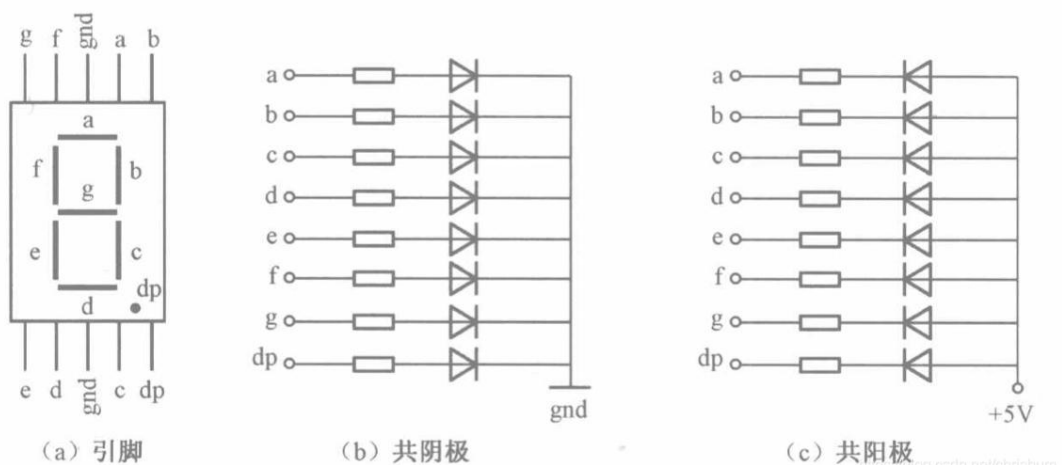 g f gnd a b
a
f b
g
e c
d dp
e d gnd c dp
(a) 引脚
a
b
c
d
e
f
g
dp
gnd
(b) 共阴极
a
b
c
d
e
f
g
dp
+5V
(c) 共阳极